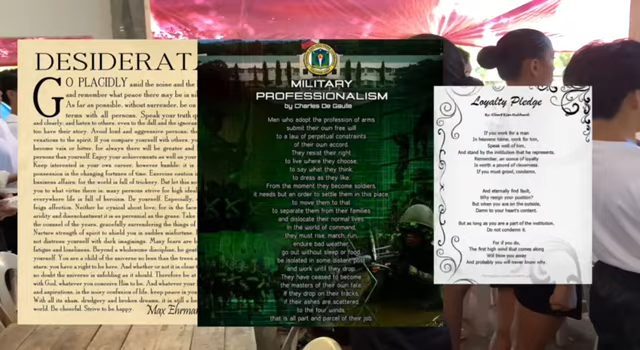 DESIDERAT
GO PLACIDLY amid the noise and the
and remember what peace there may be in
As far as possible, without surrender, be on
terms with all persons. Speak your truth
and clearly; and listen to others, even to the dull and the ignorant
too have their story. Avoid loud and aggressive persons,
vexations to the spirit. If you compare yourself with others,
become vain or bitter; for always there will be greater and
persons than yourself. Enjoy your achievements as well as your
Keep interested in your own career, however humble; it is
possession in the changing fortunes of time. Exercise caution in
business affairs; for the world is full of trickery. But let this not
you to what virtue there is; many persons strive for high
everywhere life is full of heroism. Be yourself. Especially,
feign affection. Neither be cynical about love; for in the face
aridity and disenchantment it is as perennial as the grass. Take
the counsel of the years, gracefully surrendering the things of
Nurture strength of spirit to shield you in sudden misfortune.
not distress yourself with dark imaginings. Many fears are
fatigue and loneliness. Beyond a wholesome discipline, be
yourself. You are a child of the universe no less than the trees
stars; you have a right to be here. And whether or not it is clear
no doubt the universe is unfolding as it should. Therefore be at
with God, whatever you conceive Him to be. And whatever your
and aspirations, in the noisy confusion of life, keep peace in
With all its sham, drudgery and broken dreams, it is still a
world. Be cheerful. Strive to be happy.
Max Ehrman
MILITARY
PROFESSIONALISM
by Charles De Gaulle
Men who adopt the profession of arms
submit their own free will
to a law of perpetual constraints
of their own accord.
They resist their right
to live where they choose,
to say what they think,
to dress as they like.
From the moment they become soldiers
it needs but an order to settle them in this place
to move them to that
to separate them from their families
and dislocate their normal lives
In the world of command,
they must rise, march, run,
endure bad weather,
go out without sleep or food
be isolated in some distant post
and work until they drop.
They have ceased to become
the masters of their own fate.
If they drop on their tracks,
if their ashes are scattered
to the four winds,
that is all part and parcel of their job.
Loyalty Pledge
By:
If you work for a man
In heavens name, work for him,
Speak well of him,
And stand by the institution that he represents.
Remember, an ounce of loyalty
Is worth a pound of cleverness.
If you must growl, condemn,
And eternally find fault,
Why resign your position?
But when you are on the outside,
Damn to your heart's content.
But as long as you are a part of the institution,
Do not condemn it.
For if you do,
The first high wind that comes along
Will blow you away
And probably you will never know why.